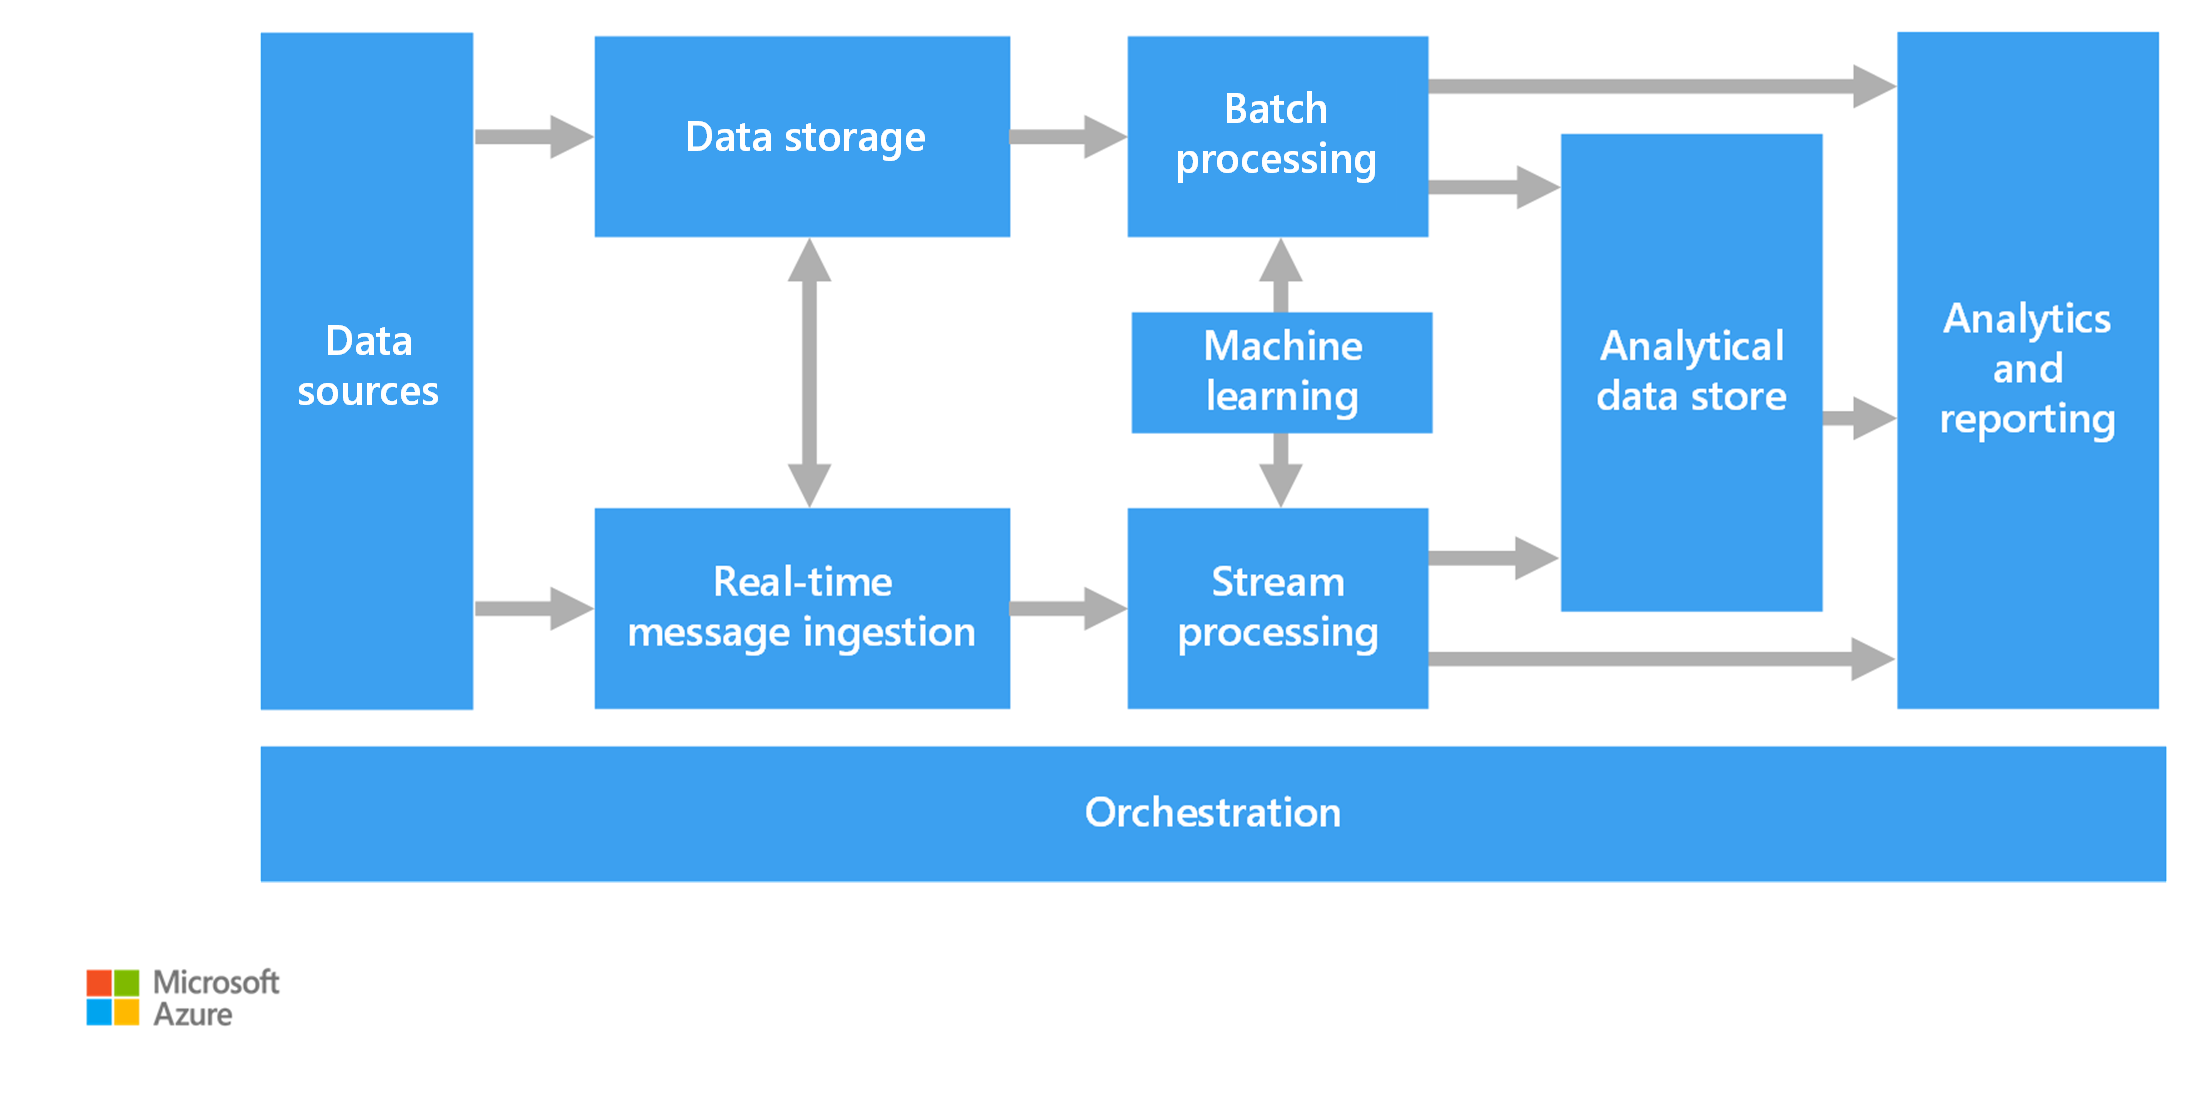 Data
sources
Data storage
Real-time
message ingestion
Batch
processing
Machine
learning
Stream
processing
Analytical
data store
Analytics
and
reporting
Orchestration
Microsoft
Azure